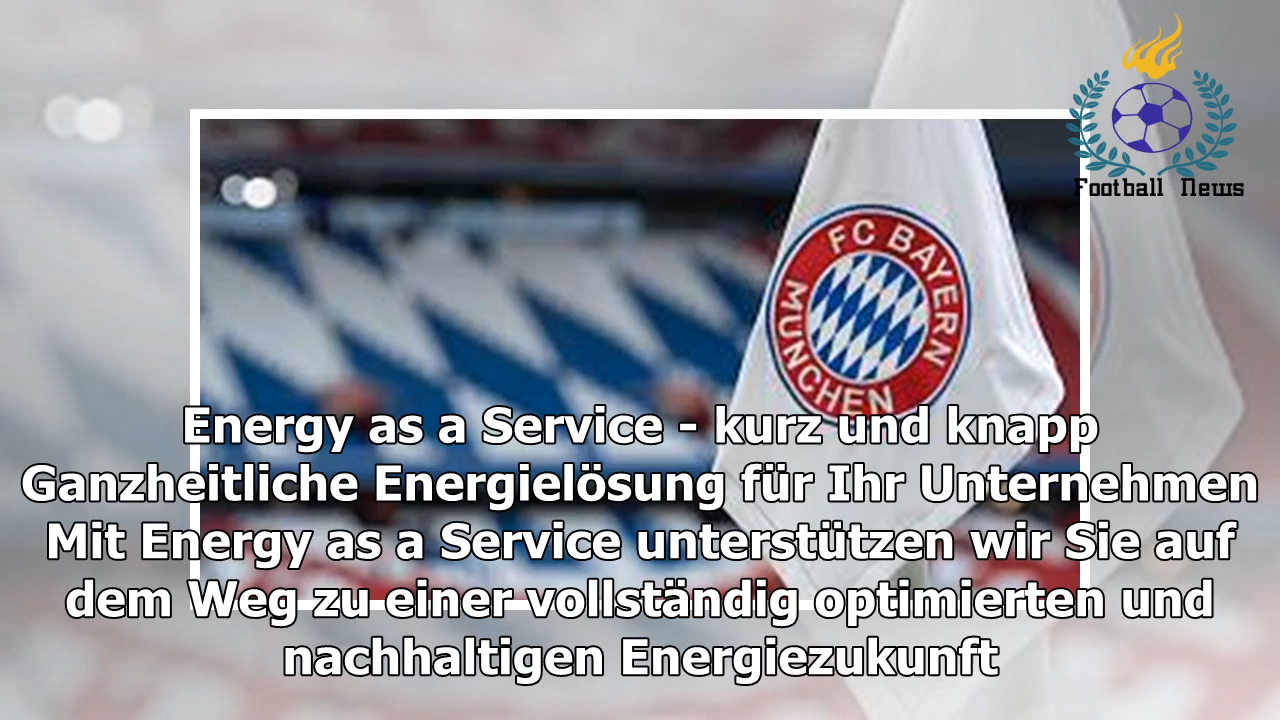 Football News
FC BAYERN
MÜNCHEN
Energy as a Service - kurz und knapp
Ganzheitliche Energielösung für Ihr Unternehmen
Mit Energy as a Service unterstützen wir Sie auf
dem Weg zu einer vollständig optimierten und
nachhaltigen Energiezukunft